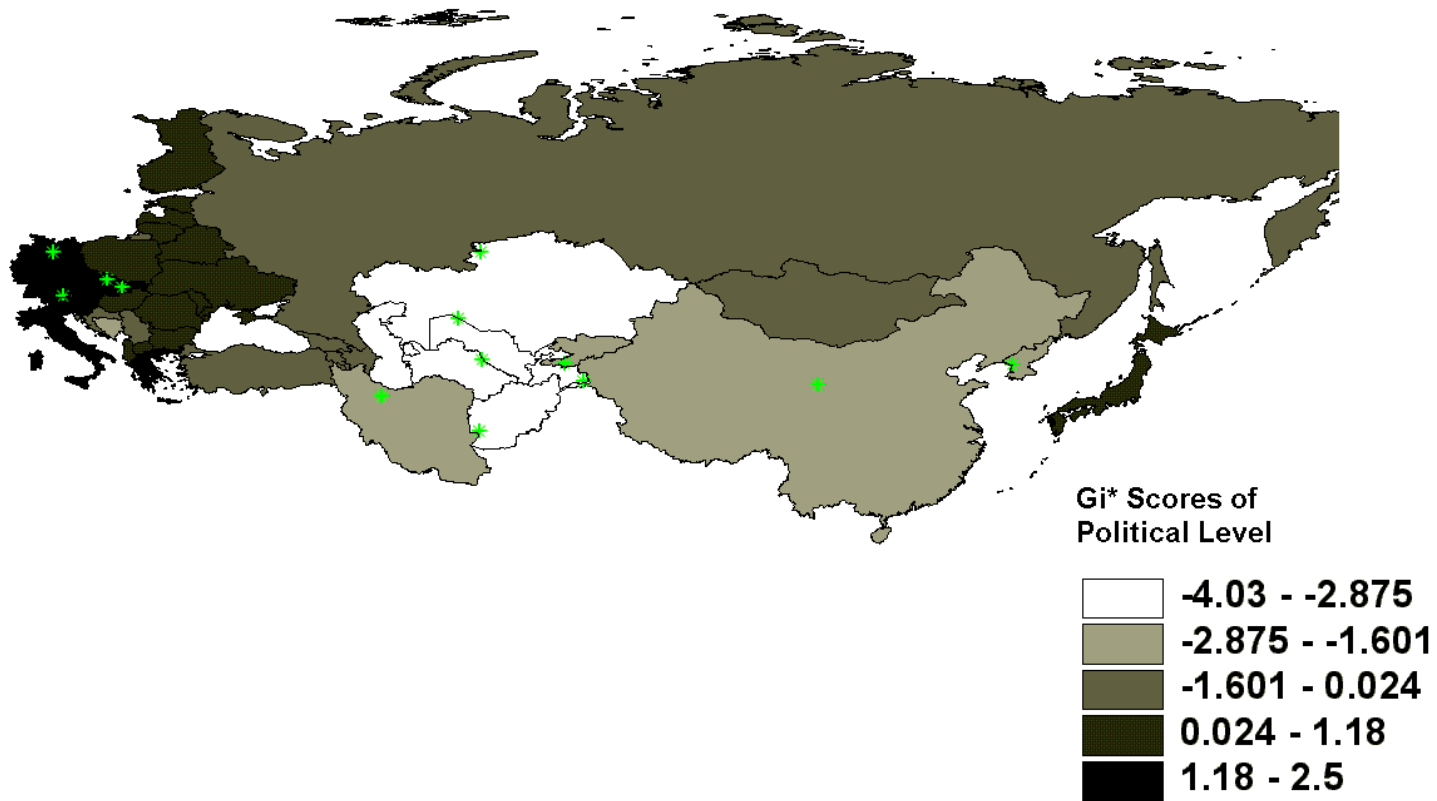 Gi* Scores of
Political Level
-4.03 - -2.875
-2.875 - -1.601
-1.601 - 0.024
0.024 - 1.18
1.18 - 2.5